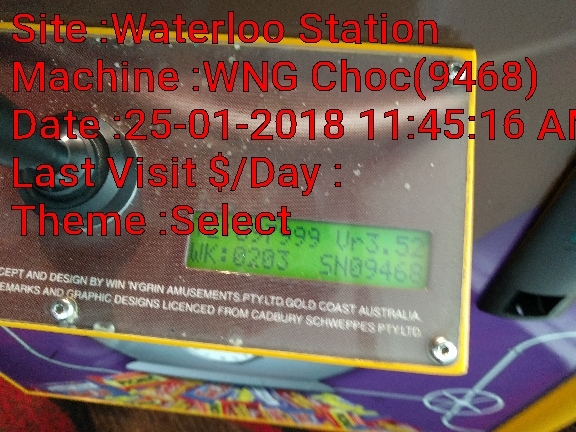 Site :Waterloo Station
Machine :WNG Choc(9468)
Date :25-01-2018 11:45:16 A
Last Visit $/Day :
Theme :Select
Vr3.52
WK:0203 SN09468
CEPT AND DESIGN BY WIN 'N'GRIN AMUSEMENTS PTY.LTD GOLD COAST AUSTRALIA.
EMARKS AND GRAPHIC DESIGNS LICENCED FROM CADBURY SCHWEPPES PTY.LTD.